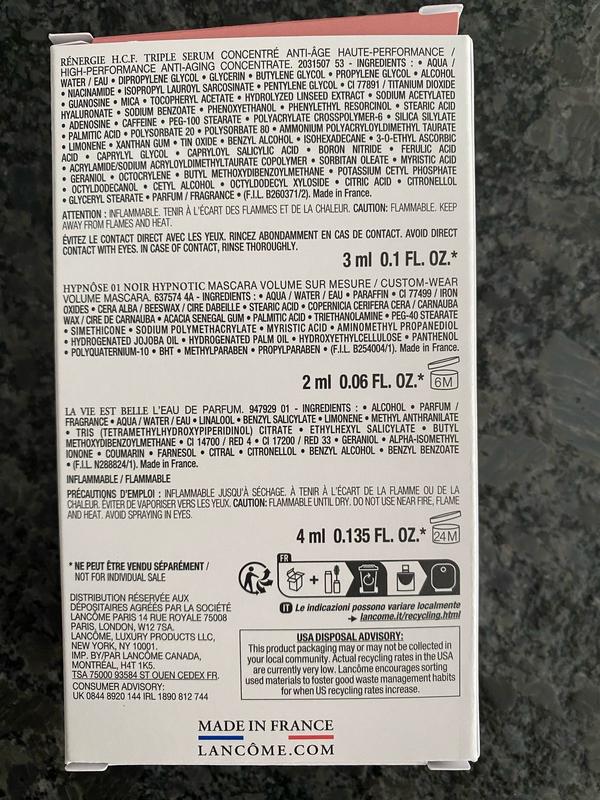 RÉNERGIE H.C.F. TRIPLE SERUM CONCENTRÉ ANTI-ÂGE HAUTE-PERFORMANCE /
HIGH-PERFORMANCE ANTI-AGING CONCENTRATE. 2031507 53 - INGREDIENTS : • AQUA /
WATER / EAU • DIPROPYLENE GLYCOL • GLYCERIN • BUTYLENE GLYCOL • PROPYLENE GLYCOL • ALCOHOL
• NIACINAMIDE • ISOPROPYL LAUROYL SARCOSINATE • PENTYLENE GLYCOL • CI 77891 / TITANIUM DIOXIDE
• GUANOSINE • MICA • TOCOPHERYL ACETATE • HYDROLYZED LINSEED EXTRACT • SODIUM ACETYLATED
HYALURONATE • SODIUM BENZOATE • PHENOXYETHANOL • PHENYLETHYL RESORCINOL • STEARIC ACID
• ADENOSINE • CAFFEINE • PEG-100 STEARATE • POLYACRYLATE CROSSPOLYMER-6 • SILICA SILYLATE
• PALMITIC ACID • POLYSORBATE 20 • POLYSORBATE 80 • AMMONIUM POLYACRYLOYLDIMETHYL TAURATE
• LIMONENE • XANTHAN GUM • TIN OXIDE • BENZYL ALCOHOL • ISOHEXADECANE • 3-O-ETHYL ASCORBIC
ACID • CAPRYLYL GLYCOL • CAPRYLOYL SALICYLIC ACID • BORON NITRIDE • FERULIC ACID
• ACRYLAMIDE/SODIUM ACRYLOYLDIMETHYLTAURATE COPOLYMER • SORBITAN OLEATE • MYRISTIC ACID
• GERANIOL • OCTOCRYLENE • BUTYL METHOXYDIBENZOYLMETHANE • POTASSIUM CETYL PHOSPHATE
• OCTYLDODECANOL • CETYL ALCOHOL • OCTYLDODECYL XYLOSIDE • CITRIC ACID • CITRONELLOL
• GLYCERYL STEARATE • PARFUM / FRAGRANCE • (F.I.L. B260371/2). Made in France.
ATTENTION : INFLAMMABLE. TENIR À L'ÉCART DES FLAMMES ET DE LA CHALEUR. CAUTION: FLAMMABLE. KEEP
AWAY FROM FLAMES AND HEAT.
ÉVITEZ LE CONTACT DIRECT AVEC LES YEUX. RINCEZ ABONDAMMENT EN CAS DE CONTACT. AVOID DIRECT
CONTACT WITH EYES. IN CASE OF CONTACT, RINSE THOROUGHLY.
3 ml 0.1 FL. OZ.*
HYPNÔSE 01 NOIR HYPNOTIC MASCARA VOLUME SUR MESURE / CUSTOM-WEAR
VOLUME MASCARA. 637574 4A - INGREDIENTS : • AQUA / WATER / EAU • PARAFFIN • CI 77499 / IRON
OXIDES • CERA ALBA / BEESWAX / CIRE DABEILLE • STEARIC ACID • COPERNICIA CERIFERA CERA / CARNAUBA
WAX / CIRE DE CARNAUBA • ACACIA SENEGAL GUM • PALMITIC ACID • TRIETHANOLAMINE • PEG-40 STEARATE
• SIMETHICONE • SODIUM POLYMETHACRYLATE • MYRISTIC ACID • AMINOMETHYL PROPANEDIOL
• HYDROGENATED JOJOBA OIL • HYDROGENATED PALM OIL • HYDROXYETHYLCELLULOSE • PANTHENOL
• POLYQUATERNIUM-10 • BHT • METHYLPARABEN • PROPYLPARABEN • (F.I.L. B254004/1). Made in France.
2 ml 0.06 FL. OZ.* 6M
LA VIE EST BELLE L'EAU DE PARFUM. 947929 01 - INGREDIENTS : • ALCOHOL • PARFUM /
FRAGRANCE • AQUA / WATER / EAU • LINALOOL • BENZYL SALICYLATE • LIMONENE • METHYL ANTHRANILATE
• TRIS (TETRAMETHYLHYDROXYPIPERIDINOL) CITRATE • ETHYLHEXYL SALICYLATE • BUTYL
METHOXYDIBENZOYLMETHANE • CI 14700 / RED 4 • CI 17200 / RED 33 • GERANIOL • ALPHA-ISOMETHYL
IONONE • COUMARIN • FARNESOL • CITRAL • CITRONELLOL • BENZYL ALCOHOL • BENZYL BENZOATE
• (F.I.L. N288824/1). Made in France.
INFLAMMABLE / FLAMMABLE
PRÉCAUTIONS D'EMPLOI : INFLAMMABLE JUSQU'À SÉCHAGE. À TENIR À L'ÉCART DE LA FLAMME OU DE LA
CHALEUR. ÉVITER DE VAPORISER VERS LES YEUX. CAUTION: FLAMMABLE UNTIL DRY. DO NOT USE NEAR FIRE, FLAME
AND HEAT. AVOID SPRAYING IN EYES.
4 ml 0.135 FL. OZ.* 24M
* NE PEUT ÊTRE VENDU SÉPARÉMENT /
NOT FOR INDIVIDUAL SALE
DISTRIBUTION RÉSERVÉE AUX
DÉPOSITAIRES AGRÉÉS PAR LA SOCIÉTÉ
LANCÔME PARIS 14 RUE ROYALE 75008
PARIS, LONDON, W12 7SA.
LANCÔME, LUXURY PRODUCTS LLC,
NEW YORK, NY 10001.
IMP. BY/PAR LANCÔME CANADA,
MONTRÉAL, H4T 1K5.
TSA 75000 93584 ST OUEN CEDEX FR.
CONSUMER ADVISORY:
UK 0844 8920 144 IRL 1890 812 744
FR
+
IT Le indicazioni possono variare localmente
lancome.it/recycling.html
USA DISPOSAL ADVISORY:
This product packaging may or may not be collected in
your local community. Actual recycling rates in the USA
are currently very low. Lancôme encourages sorting
used materials to foster good waste management habits
for when US recycling rates increase.
MADE IN FRANCE
LANCOME.COM